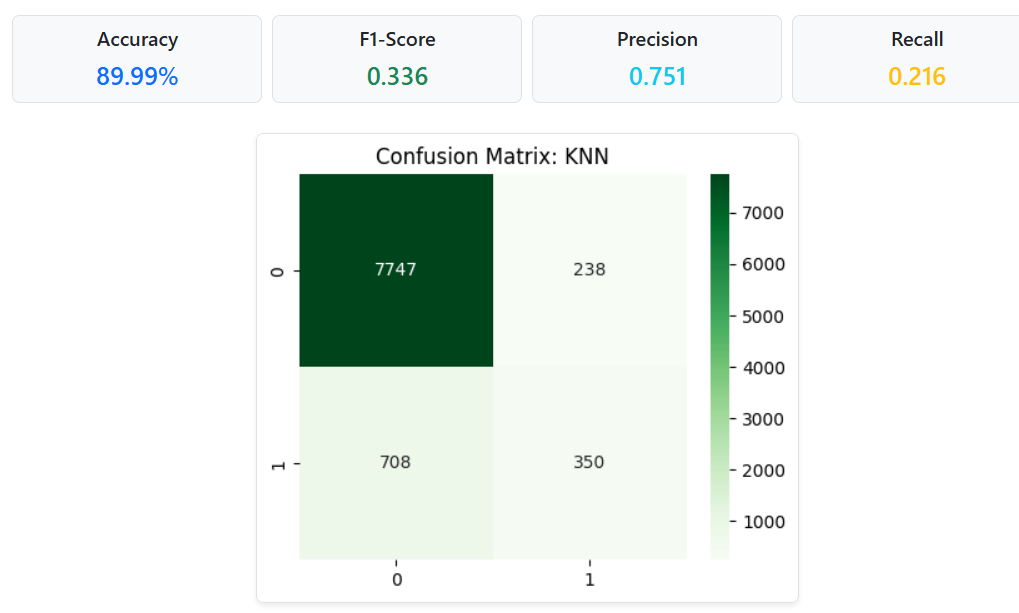 Accuracy F1-Score Precision Recall
89.99% 0.336 0.751 0.216
Confusion Matrix: KNN
7000
0 7747 238
6000
5000
4000
3000
1 708 350
2000
1000
0 1